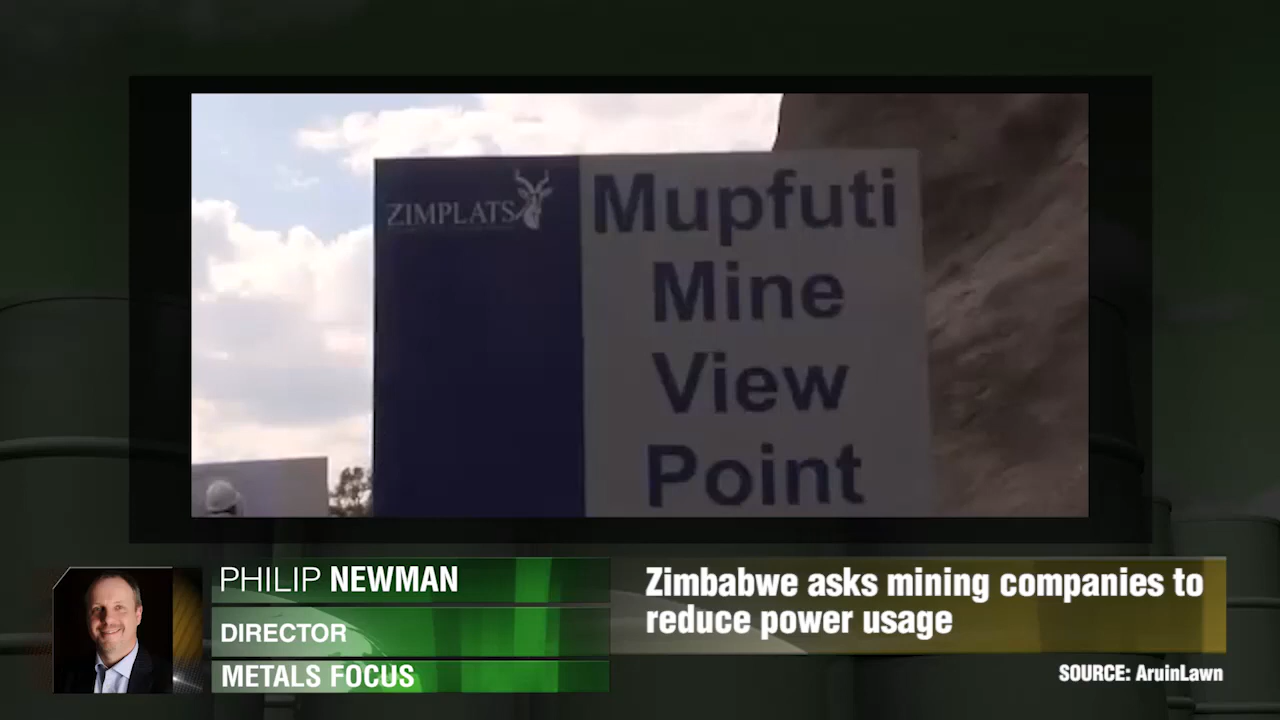 ZIMPLATS
Mupfuti
Mine
View
Point
PHILIP NEWMAN
DIRECTOR
METALS FOCUS
Zimbabwe asks mining companies to
reduce power usage
SOURCE: AruinLawn